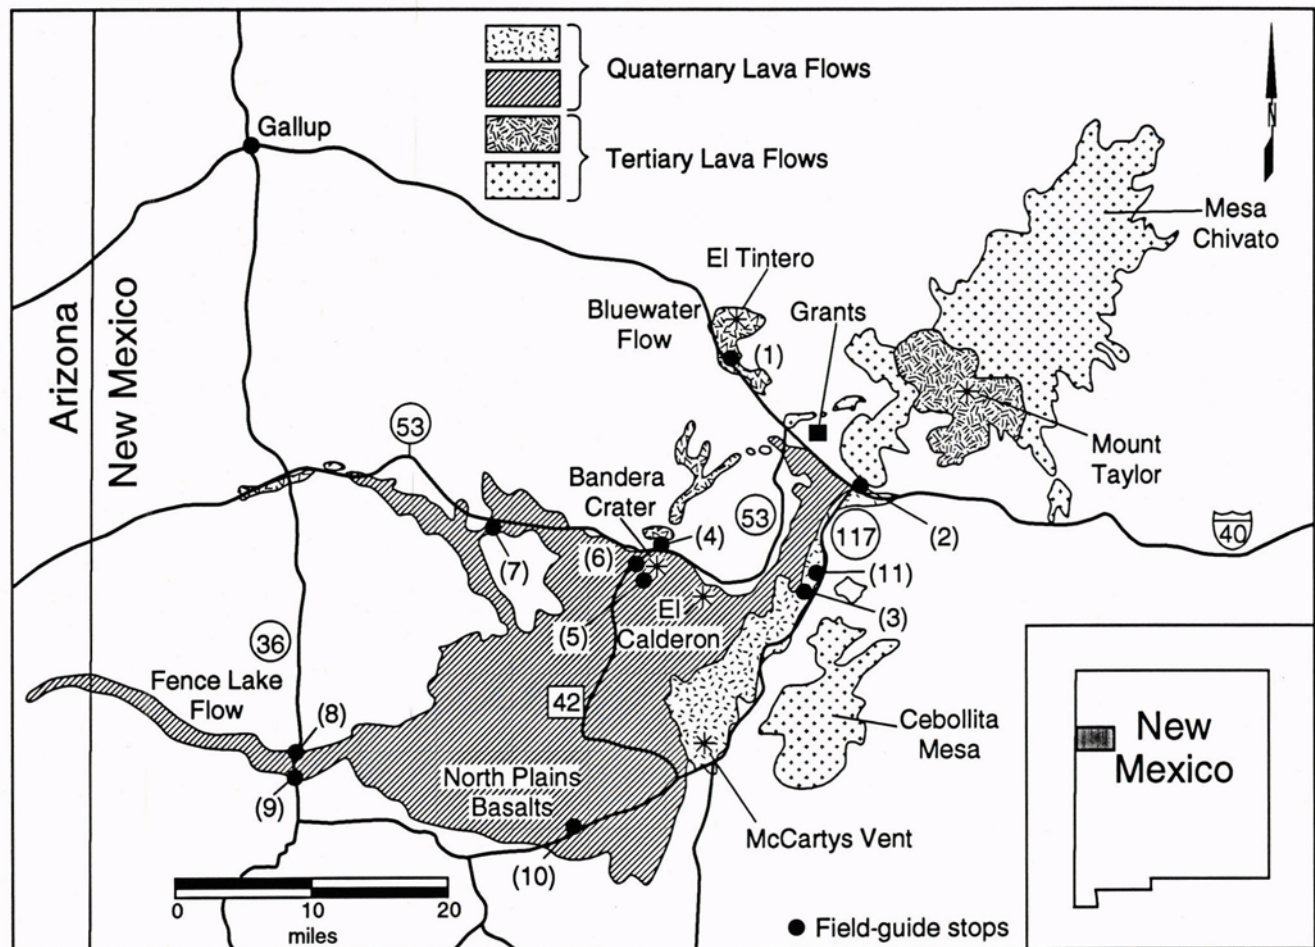 Quaternary Lava Flows
Tertiary Lava Flows
N
Gallup
Mesa
Chivato
El Tintero
Bluewater
Flow
Grants
(1)
Arizona
New Mexico
53
Mount
Taylor
Bandera
Crater
(4)
53
117
(2)
40
(6)
(7)
(11)
(5)
El
Calderon
(3)
36
Fence Lake
Flow
42
(8)
Cebollita
Mesa
New
Mexico
North Plains
Basalts
(9)
McCartys Vent
(10)
0 10 20
miles
Field-guide stops